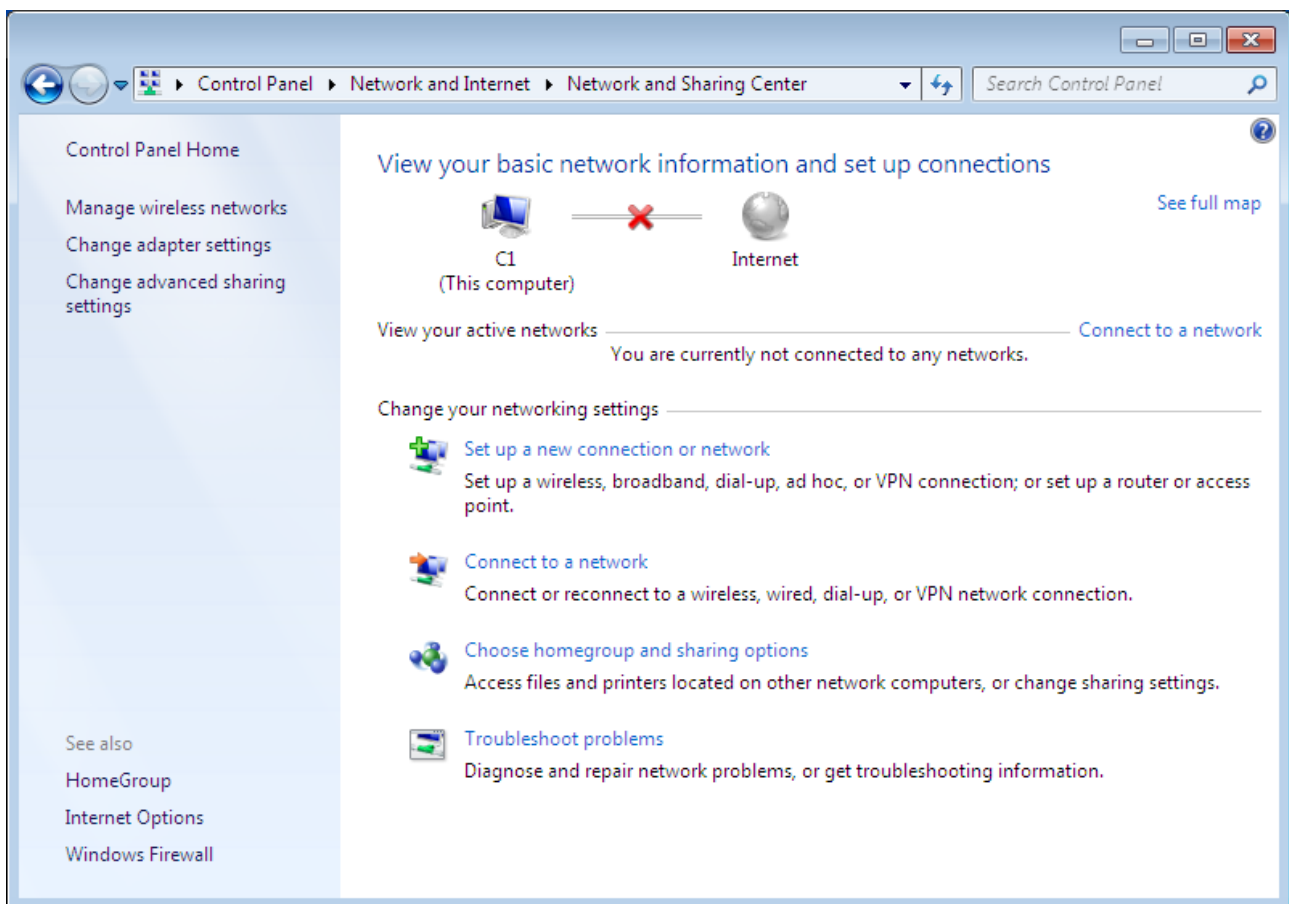 Control Panel ▸ Network and Internet ▸ Network and Sharing Center
Search Control Panel
Control Panel Home
Manage wireless networks
Change adapter settings
Change advanced sharing
settings
See also
HomeGroup
Internet Options
Windows Firewall
View your basic network information and set up connections
See full map
C1
(This computer)
Internet
View your active networks
Connect to a network
You are currently not connected to any networks.
Change your networking settings
Set up a new connection or network
Set up a wireless, broadband, dial-up, ad hoc, or VPN connection; or set up a router or access
point.
Connect to a network
Connect or reconnect to a wireless, wired, dial-up, or VPN network connection.
Choose homegroup and sharing options
Access files and printers located on other network computers, or change sharing settings.
Troubleshoot problems
Diagnose and repair network problems, or get troubleshooting information.